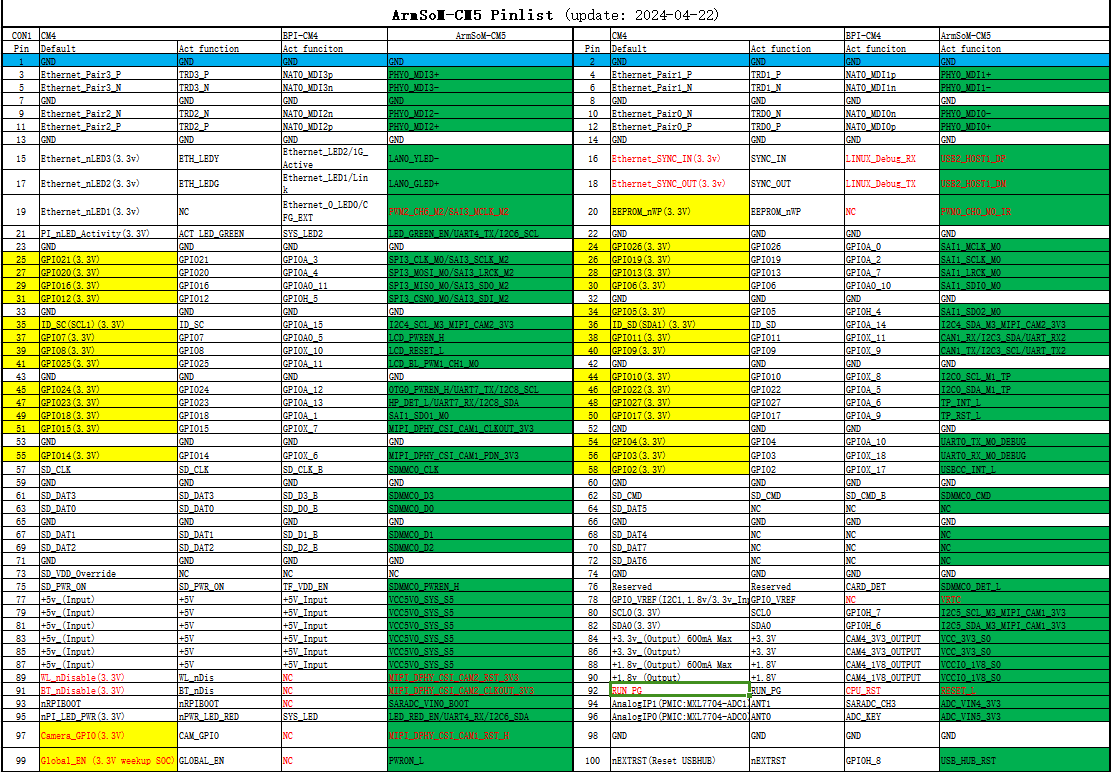 ArmSoM-CM5 Pinlist (update: 2024-04-22)
CON1 CM4 BPI-CM4 ArmSoM-CM5 CM4 BPI-CM4 ArmSoM-CM5
Pin Default Act function Act funciton Pin Default Act function Act funciton Act funciton
1 GND GND GND GND 2 GND GND GND GND
3 Ethernet_Pair3_P TRD3_P NAT0_MDI3p PHY0_MDI3+ 4 Ethernet_Pair1_P TRD1_P NAT0_MDI1p PHY0_MDI1+
5 Ethernet_Pair3_N TRD3_N NAT0_MDI3n PHY0_MDI3- 6 Ethernet_Pair1_N TRD1_N NAT0_MDI1n PHY0_MDI1-
7 GND GND GND GND 8 GND GND GND GND
9 Ethernet_Pair2_N TRD2_N NAT0_MDI2n PHY0_MDI2- 10 Ethernet_Pair0_N TRD0_N NAT0_MDI0n PHY0_MDI0-
11 Ethernet_Pair2_P TRD2_P NAT0_MDI2p PHY0_MDI2+ 12 Ethernet_Pair0_P TRD0_P NAT0_MDI0p PHY0_MDI0+
13 GND GND GND GND 14 GND GND GND GND
15 Ethernet_nLED3(3.3v) ETH_LEDY Ethernet_LED2/1G_Active LAN0_YLED- 16 Ethernet_SYNC_IN(3.3v) SYNC_IN LINUX_Debug_RX USB2_HOST1_DP
17 Ethernet_nLED2(3.3v) ETH_LEDG Ethernet_LED1/Link LAN0_GLED+ 18 Ethernet_SYNC_OUT(3.3v) SYNC_OUT LINUX_Debug_TX USB2_HOST1_DM
19 Ethernet_nLED1(3.3v) NC Ethernet_0_LED0/CFG_EXT PWM2_CH6_M2/SAI3_MCLK_M2 20 EEPROM_nWP(3.3V) EEPROM_nWP NC PWM0_CH0_M0_IR
21 PI_nLED_Activity(3.3V) ACT LED_GREEN SYS_LED2 LED_GREEN_EN/UART4_TX/I2C6_SCL 22 GND GND GND GND
23 GND GND GND GND 24 GPIO26(3.3V) GPIO26 GPIOA_0 SAI1_MCLK_M0
25 GPIO21(3.3V) GPIO21 GPIOA_3 SPI3_CLK_M0/SAI3_SCLK_M2 26 GPIO19(3.3V) GPIO19 GPIOA_2 SAI1_SCLK_M0
27 GPIO20(3.3V) GPIO20 GPIOA_4 SPI3_MOSI_M0/SAI3_LRCK_M2 28 GPIO13(3.3V) GPIO13 GPIOA_7 SAI1_LRCK_M0
29 GPIO16(3.3V) GPIO16 GPIOAO_11 SPI3_MISO_M0/SAI3_SDO_M2 30 GPIO6(3.3V) GPIO6 GPIOAO_10 SAI1_SDI0_M0
31 GPIO12(3.3V) GPIO12 GPIOH_5 SPI3_CSN0_M0/SAI3_SDI_M2 32 GND GND GND GND
33 GND GND GND GND 34 GPIO5(3.3V) GPIO5 GPIOH_4 SAI1_SDO2_M0
35 ID_SC(SCL1)(3.3V) ID_SC GPIOA_15 I2C4_SCL_M3_MIPI_CAM2_3V3 36 ID_SD(SDA1)(3.3V) ID_SD GPIOA_14 I2C4_SDA_M3_MIPI_CAM2_3V3
37 GPIO7(3.3V) GPIO7 GPIOAO_5 LCD_PWREN_H 38 GPIO11(3.3V) GPIO11 GPIOX_11 CAN1_RX/I2C3_SDA/UART_RX2
39 GPIO8(3.3V) GPIO8 GPIOX_10 LCD_RESET_L 40 GPIO9(3.3V) GPIO9 GPIOX_9 CAN1_TX/I2C3_SCL/UART_TX2
41 GPIO25(3.3V) GPIO25 GPIOA_11 LCD_BL_PWM1_CH1_M0 42 GND GND GND GND
43 GND GND GND GND 44 GPIO10(3.3V) GPIO10 GPIOX_8 I2C0_SCL_M1_TP
45 GPIO24(3.3V) GPIO24 GPIOA_12 OTG0_PWREN_H/UART7_TX/I2C8_SCL 46 GPIO22(3.3V) GPIO22 GPIOA_5 I2C0_SDA_M1_TP
47 GPIO23(3.3V) GPIO23 GPIOA_13 HP_DET_L/UART7_RX/I2C8_SDA 48 GPIO27(3.3V) GPIO27 GPIOA_6 TP_INT_L
49 GPIO18(3.3V) GPIO18 GPIOA_1 SAI1_SDO1_M0 50 GPIO17(3.3V) GPIO17 GPIOA_9 TP_RST_L
51 GPIO15(3.3V) GPIO15 GPIOX_7 MIPI_DPHY_CSI_CAM1_CLKOUT_3V3 52 GND GND GND GND
53 GND GND GND GND 54 GPIO4(3.3V) GPIO4 GPIOA_10 UART0_TX_M0_DEBUG
55 GPIO14(3.3V) GPIO14 GPIOX_6 MIPI_DPHY_CSI_CAM1_PDN_3V3 56 GPIO3(3.3V) GPIO3 GPIOX_18 UART0_RX_M0_DEBUG
57 SD_CLK SD_CLK SD_CLK_B SDMMC0_CLK 58 GPIO2(3.3V) GPIO2 GPIOX_17 USBCC_INT_L
59 GND GND GND GND 60 GND GND GND GND
61 SD_DAT3 SD_DAT3 SD_D3_B SDMMC0_D3 62 SD_CMD SD_CMD SD_CMD_B SDMMC0_CMD
63 SD_DAT0 SD_DAT0 SD_D0_B SDMMC0_D0 64 SD_DAT5 NC NC NC
65 GND GND GND GND 66 GND GND GND GND
67 SD_DAT1 SD_DAT1 SD_D1_B SDMMC0_D1 68 SD_DAT4 NC NC NC
69 SD_DAT2 SD_DAT2 SD_D2_B SDMMC0_D2 70 SD_DAT7 NC NC NC
71 GND GND GND GND 72 SD_DAT6 NC NC NC
73 SD_VDD_Override NC NC NC 74 GND GND GND GND
75 SD_PWR_ON SD_PWR_ON TF_VDD_EN SDMMC0_PWREN_H 76 Reserved Reserved CARD_DET SDMMC0_DET_L
77 +5v_(Input) +5V +5V_Input VCC5V0_SYS_S5 78 GPIO_VREF(I2C1,1.8v/3.3v_In GPIO_VREF NC VRTC
79 +5v_(Input) +5V +5V_Input VCC5V0_SYS_S5 80 SCL0(3.3V) SCL0 GPIOH_7 I2C5_SCL_M3_MIPI_CAM1_3V3
81 +5v_(Input) +5V +5V_Input VCC5V0_SYS_S5 82 SDA0(3.3V) SDA0 GPIOH_6 I2C5_SDA_M3_MIPI_CAM1_3V3
83 +5v_(Input) +5V +5V_Input VCC5V0_SYS_S5 84 +3.3v_(Output) 600mA Max +3.3V CAM4_3V3_OUTPUT VCC_3V3_S0
85 +5v_(Input) +5V +5V_Input VCC5V0_SYS_S5 86 +3.3v_(Output) +3.3V CAM4_3V3_OUTPUT VCC_3V3_S0
87 +5v_(Input) +5V +5V_Input VCC5V0_SYS_S5 88 +1.8v_(Output) 600mA Max +1.8V CAM4_1V8_OUTPUT VCCIO_1V8_S0
89 WL_nDisable(3.3V) WL_nDis NC MIPI_DPHY_CSI_CAM2_RST_3V3 90 +1.8v_(Output) +1.8V CAM4_1V8_OUTPUT VCCIO_1V8_S0
91 BT_nDisable(3.3V) BT_nDis NC MIPI_DPHY_CSI_CAM2_CLKOUT_3V3 92 RUN_PG RUN_PG CPU_RST RESET_L
93 nRPIBOOT nRPIBOOT NC SARADC_VIN0_BOOT 94 AnalogIP1(PMIC:MXL7704-ADC1 ANT1 SARADC_CH3 ADC_VIN4_3V3
95 nPI_LED_PWR(3.3V) nPWR_LED_RED SYS_LED LED_RED_EN/UART4_RX/I2C6_SDA 96 AnalogIP0(PMIC:MXL7704-ADC0 ANT0 ADC_KEY ADC_VIN5_3V3
97 Camera_GPIO(3.3V) CAM_GPIO NC MIPI_DPHY_CSI_CAM1_RST_H 98 GND GND GND GND
99 Global_EN (3.3V weekup SOC) GLOBAL_EN NC PWRON_L 100 nEXTRST(Reset USBHUB) nEXTRST GPIOH_8 USB_HUB_RST